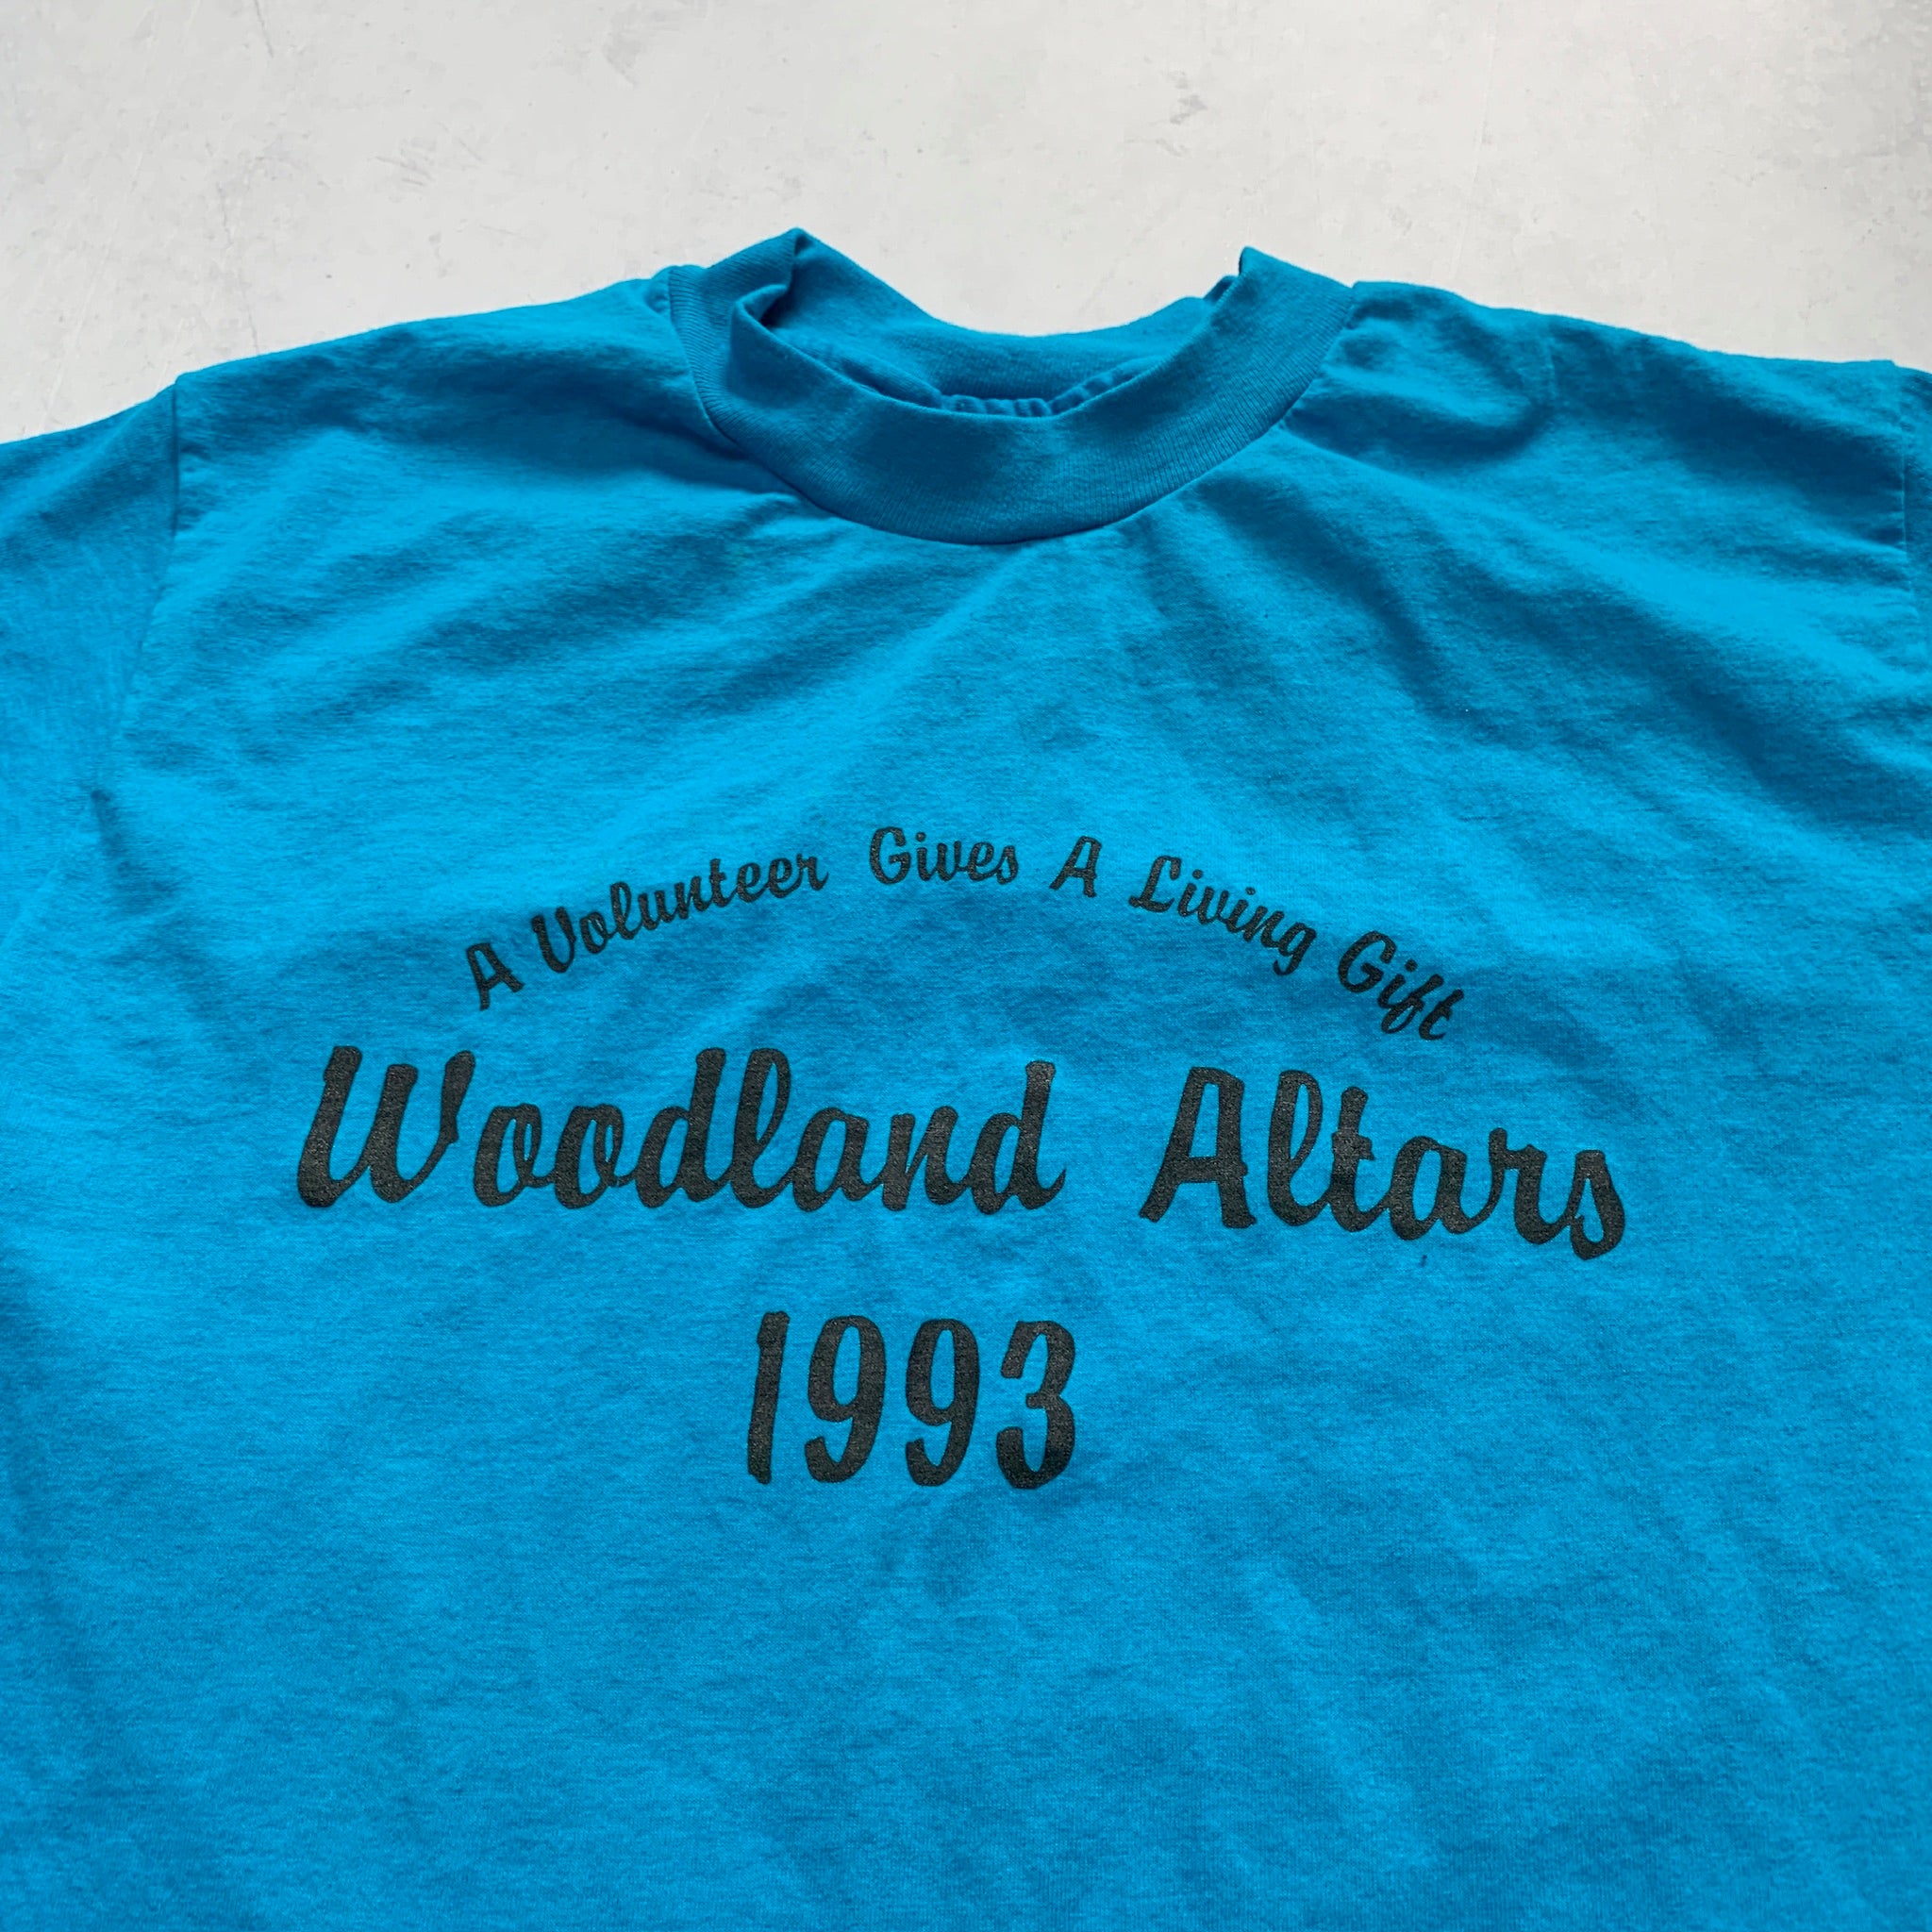 A Volunteer Gives A Living Gift
Woodland Altars
1993